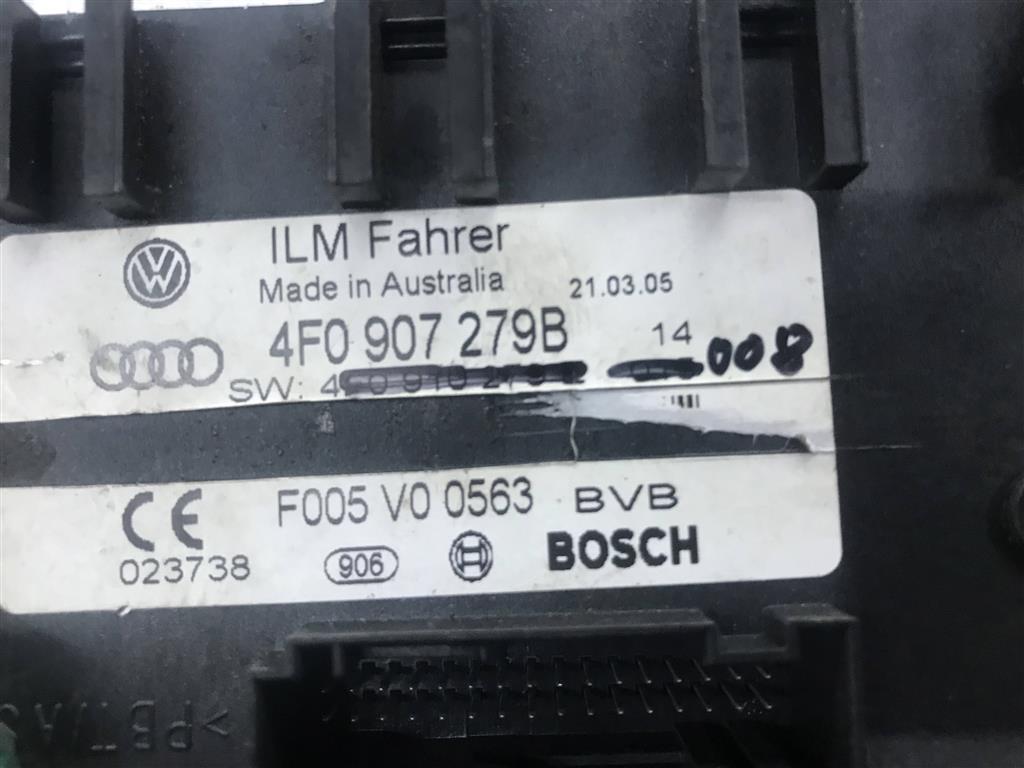 ILM Fahrer
Made in Australia 21.03.05
4F0 907 279B 14
SW: 008
F005 V0 0563 BVB
023738 906 BOSCH